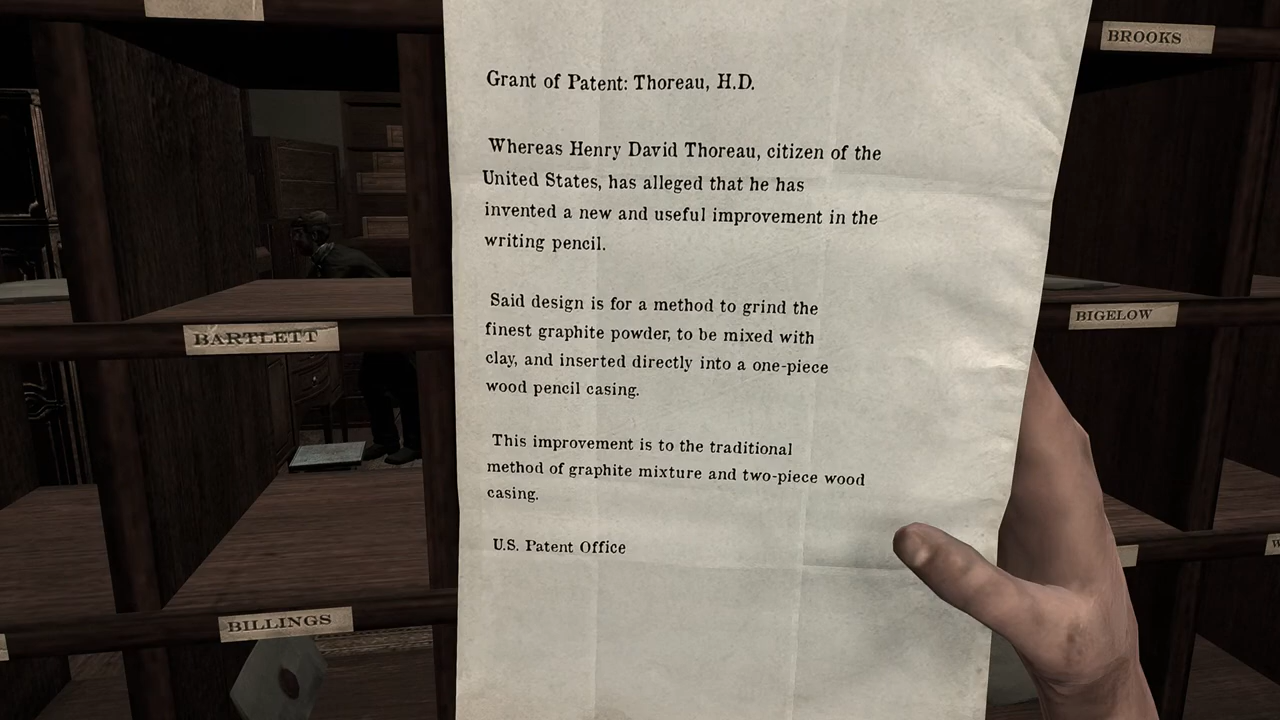 BROOKS
Grant of Patent: Thoreau, H.D.
Whereas Henry David Thoreau, citizen of the
United States, has alleged that he has
invented a new and useful improvement in the
writing pencil.
Said design is for a method to grind the
finest graphite powder, to be mixed with
clay, and inserted directly into a one-piece
wood pencil casing.
This improvement is to the traditional
method of graphite mixture and two-piece wood
casing.
U.S. Patent Office
BARTLETT
BIGELOW
BILLINGS